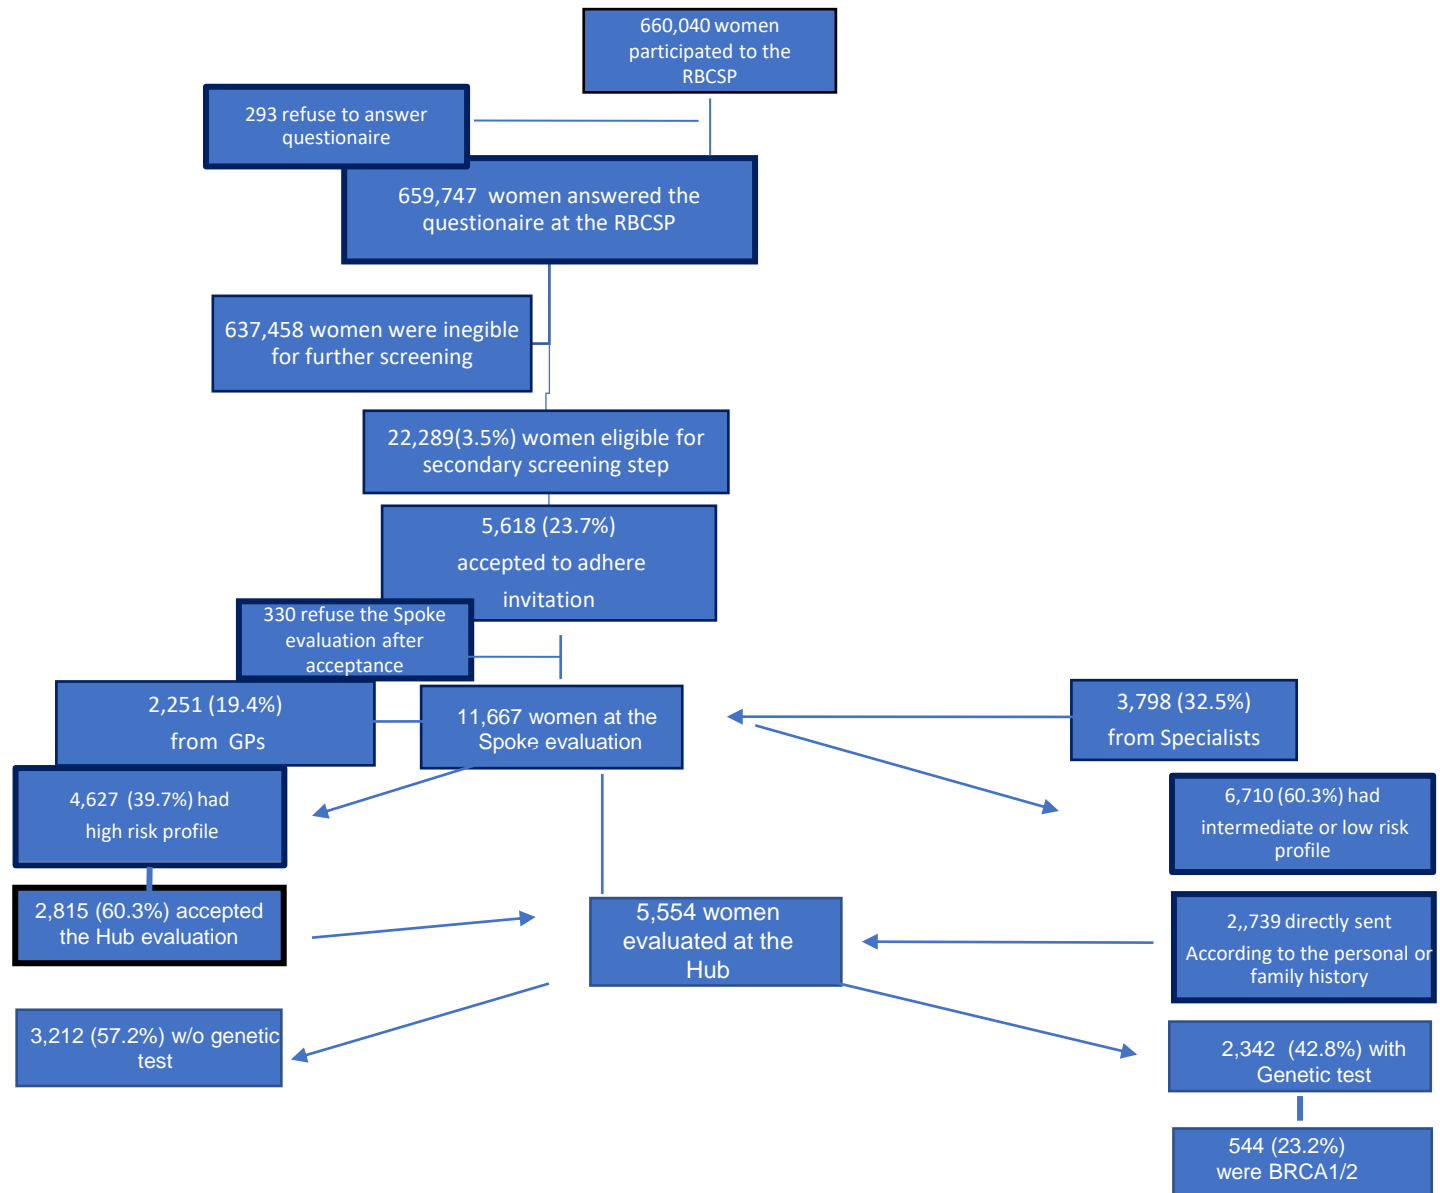 660,040 women
participated to the
RBCSP
293 refuse to answer
questionaire
659,747 women answered the
questionaire at the RBCSP
637,458 women were inegible
for further screening
22,289(3.5%) women eligible for
secondary screening step
5,618 (23.7%)
accepted to adhere
invitation
330 refuse the Spoke
evaluation after
acceptance
2,251 (19.4%)
from GPs
11,667 women at the
Spoke evaluation
3,798 (32.5%)
from Specialists
4,627 (39.7%) had
high risk profile
6,710 (60.3%) had
intermediate or low risk
profile
2,815 (60.3%) accepted
the Hub evaluation
5,554 women
evaluated at the
Hub
2,,739 directly sent
According to the personal or
family history
3,212 (57.2%) w/o genetic
test
2,342 (42.8%) with
Genetic test
544 (23.2%)
were BRCA1/2